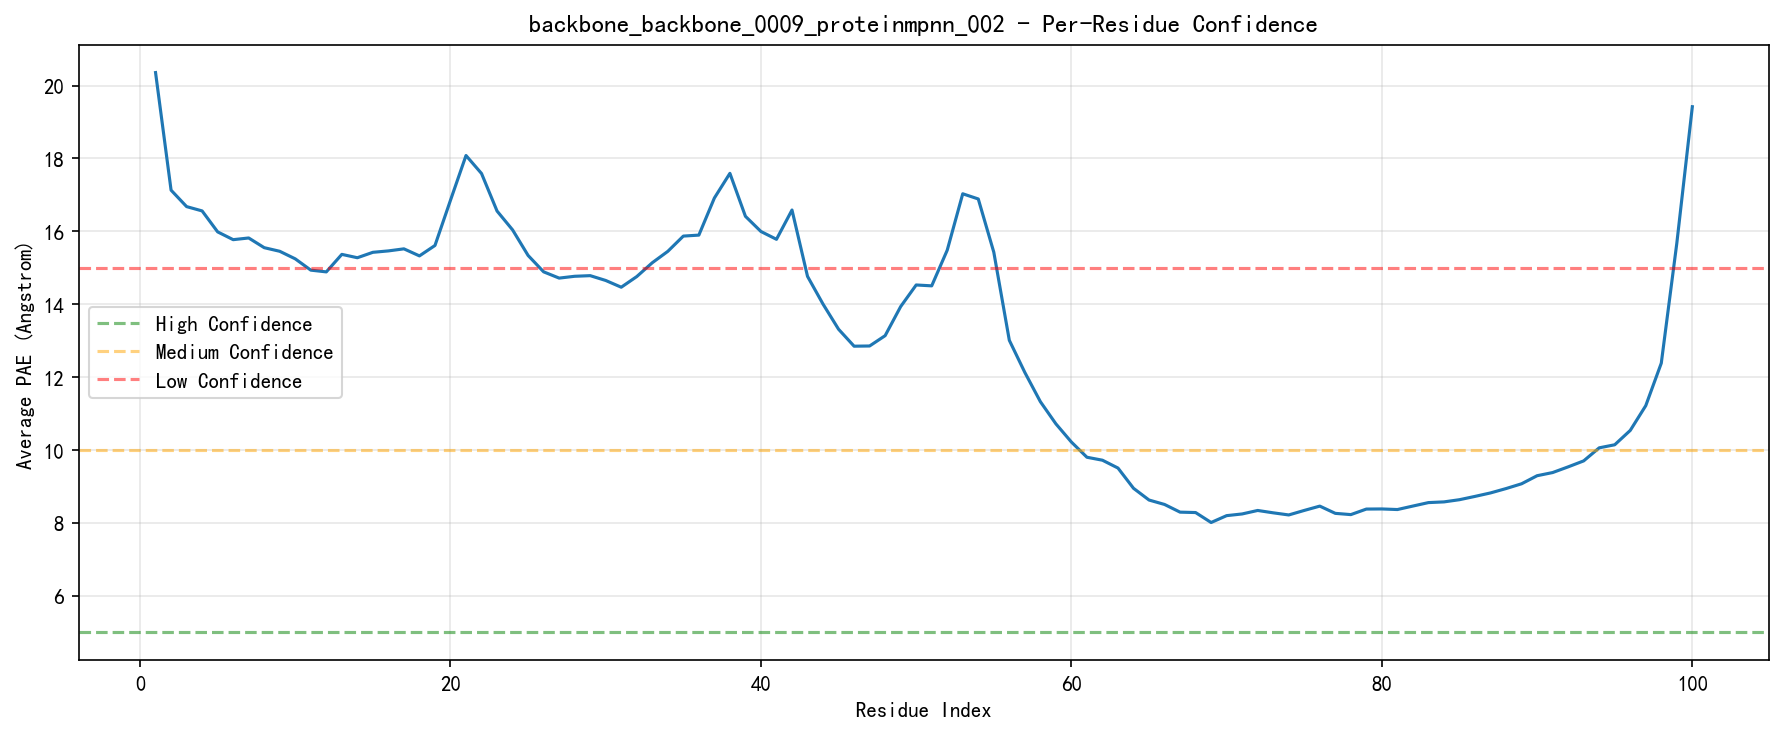 backbone_backbone_0009_proteinmpnn_002 - Per-Residue Confidence
Average PAE (Angstrom)
20
18
16
14
12
10
8
6
High Confidence
Medium Confidence
Low Confidence
0 20 40 60 80 100
Residue Index